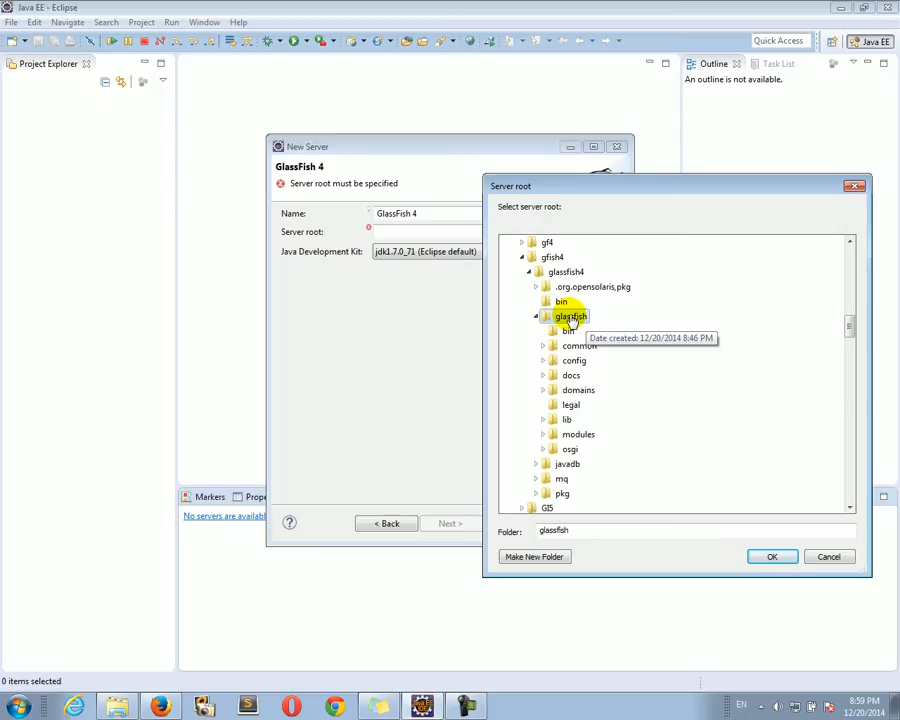 Java EE - Eclipse
File Edit Navigate Search Project Run Window Help
Quick Access
Java EE
Project Explorer
Outline
Task List
An outline is not available.
New Server
GlassFish 4
Server root must be specified
Name:
GlassFish 4
Server root:
Java Development Kit:
jdk1.7.0_71 (Eclipse default)
< Back
Next >
Server root
Select server root:
gf4
gfish4
glassfish4
.org.opensolaris,pkg
bin
glassfish
bin
Date created: 12/20/2014 8:46 PM
common
config
docs
domains
legal
lib
modules
osgi
javadb
mq
pkg
GI5
Folder:
glassfish
Make New Folder
OK
Cancel
Markers
Prope
No servers are availabl
0 items selected
EN
8:59 PM
12/20/2014